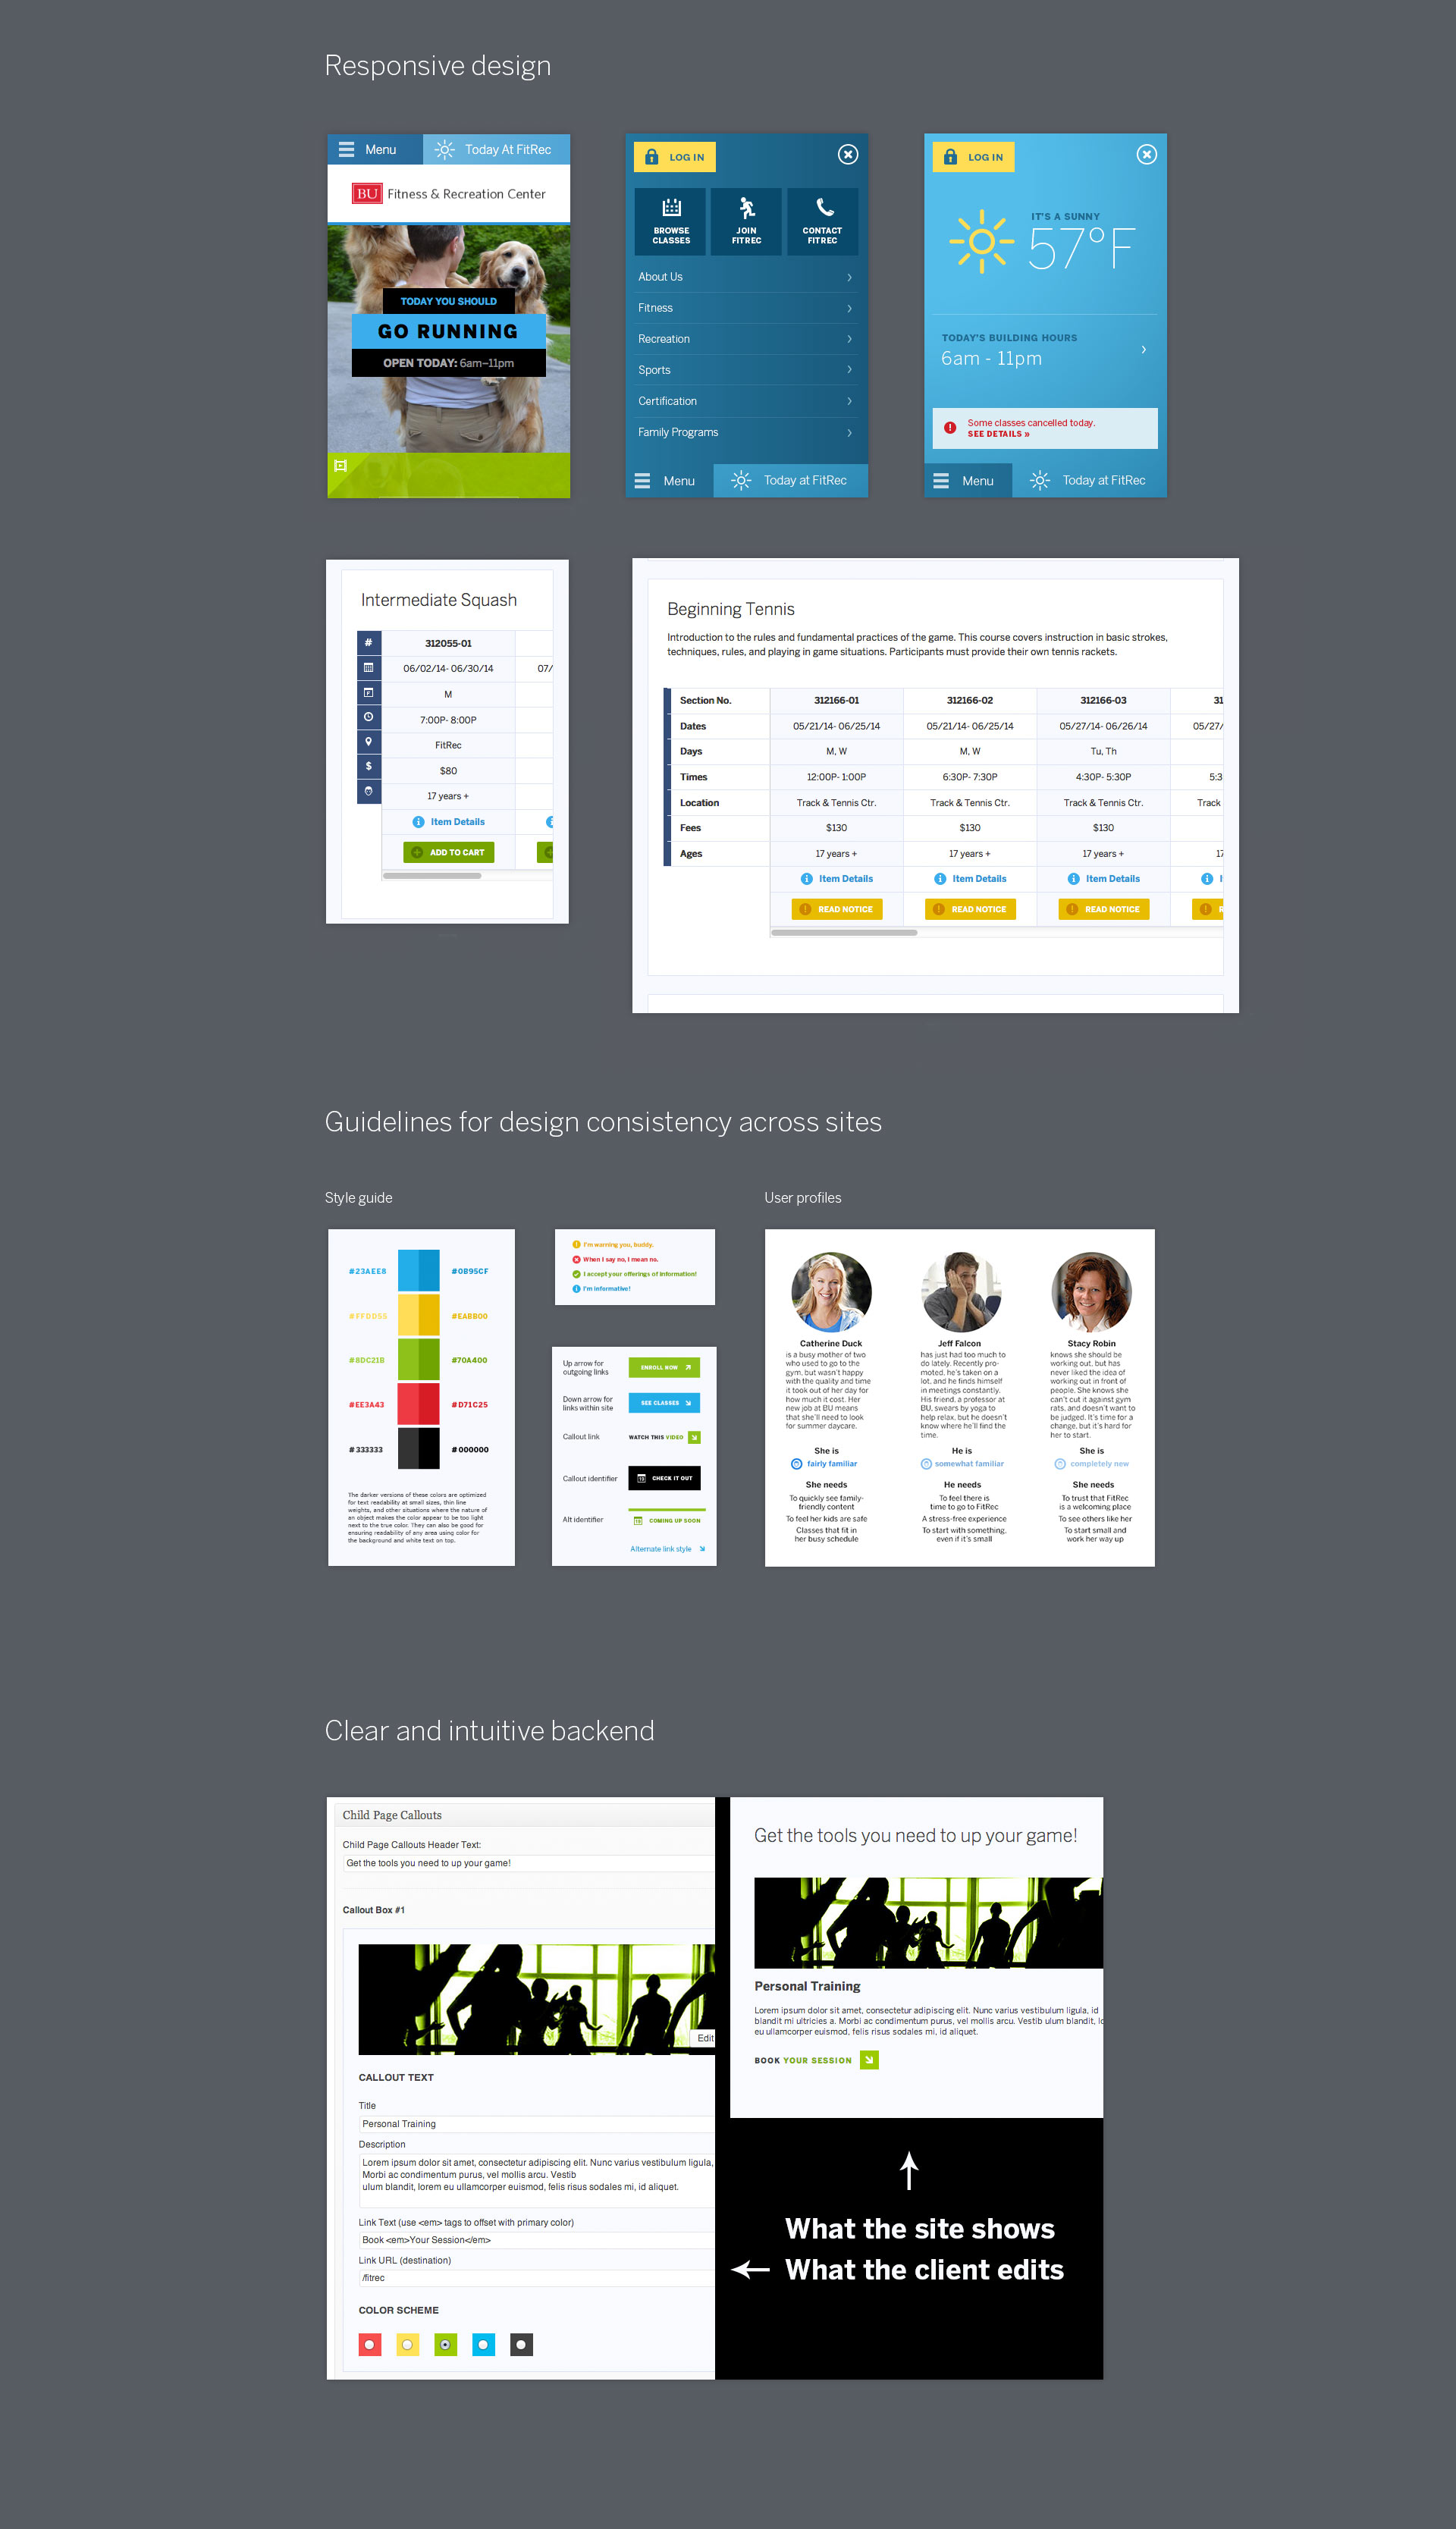 Responsive design
Menu
Today At FitRec
BU Fitness & Recreation Center
TODAY YOU SHOULD
GO RUNNING
OPEN TODAY: 6am–11pm
LOG IN
BROWSE
CLASSES
JOIN
FITREC
CONTACT
FITREC
About Us
Fitness
Recreation
Sports
Certification
Family Programs
Menu
Today at FitRec
LOG IN
IT'S A SUNNY
57°F
TODAY'S BUILDING HOURS
6am - 11pm
Some classes cancelled today.
SEE DETAILS »
Menu
Today at FitRec
Intermediate Squash
# 312055-01
06/02/14- 06/30/14 07/
M
7:00P- 8:00P
FitRec
$ $80
17 years +
Item Details
ADD TO CART
Beginning Tennis
Introduction to the rules and fundamental practices of the game. This course covers instruction in basic strokes,
techniques, rules, and playing in game situations. Participants must provide their own tennis rackets.
Section No. 312166-01 312166-02 312166-03 31
Dates 05/21/14- 06/25/14 05/21/14- 06/25/14 05/27/14- 06/26/14 05/27/
Days M, W M, W Tu, Th
Times 12:00P- 1:00P 6:30P- 7:30P 4:30P- 5:30P 5:3
Location Track & Tennis Ctr. Track & Tennis Ctr. Track & Tennis Ctr. Track
Fees $130 $130 $130
Ages 17 years + 17 years + 17 years + 17
Item Details Item Details Item Details
READ NOTICE READ NOTICE READ NOTICE R
Guidelines for design consistency across sites
Style guide
#23AEE8 #0B95CF
#FFDD55 #EABB00
#8DC21B #70A400
#EE3A43 #D71C25
#333333 #000000
The darker versions of these colors are optimized
for text readability at small sizes, thin line
weights, and other situations where the nature of
an object makes the color appear to be too light
next to the true color. They can also be good for
ensuring readability of any area using color for
the background and white text on top.
I'm warning you, buddy.
When I say no, I mean no.
I accept your offerings of information!
I'm informative!
Up arrow for
outgoing links
ENROLL NOW
Down arrow for
links within site
SEE CLASSES
Callout link
WATCH THIS VIDEO
Callout identifier
CHECK IT OUT
Alt identifier
COMING UP SOON
Alternate link style
User profiles
Catherine Duck
is a busy mother of two
who used to go to the
gym, but wasn't happy
with the quality and time
it took out of her day for
how much it cost. Her
new job at BU means
that she'll need to look
for summer daycare.
She is
fairly familiar
She needs
To quickly see family-
friendly content
To feel her kids are safe
Classes that fit in
her busy schedule
Jeff Falcon
has just had too much to
do lately. Recently pro-
moted, he's taken on a
lot, and he finds himself
in meetings constantly.
His friend, a professor at
BU, swears by yoga to
help relax, but he doesn't
know where he'll find the
time.
He is
somewhat familiar
He needs
To feel there is
time to go to FitRec
A stress-free experience
To start with something,
even if it's small
Stacy Robin
knows she should be
working out, but has
never liked the idea of
working out in front of
people. She knows she
can't cut it against gym
rats, and doesn't want to
be judged. It's time for a
change, but it's hard for
her to start.
She is
completely new
She needs
To trust that FitRec
is a welcoming place
To see others like her
To start small and
work her way up
Clear and intuitive backend
Child Page Callouts
Child Page Callouts Header Text:
Get the tools you need to up your game!
Callout Box #1
Edit
CALLOUT TEXT
Title
Personal Training
Description
Lorem ipsum dolor sit amet, consectetur adipiscing elit. Nunc varius vestibulum ligula,
Morbi ac condimentum purus, vel mollis arcu. Vestib
ulum blandit, lorem eu ullamcorper euismod, felis risus sodales mi, id aliquet.
Link Text (use <em> tags to offset with primary color)
Book <em>Your Session</em>
Link URL (destination)
/fitrec
COLOR SCHEME
Get the tools you need to up your game!
Personal Training
Lorem ipsum dolor sit amet, consectetur adipiscing elit. Nunc varius vestibulum ligula, id
blandit mi ultricies a. Morbi ac condimentum purus, vel mollis arcu. Vestib ulum blandit, lo
eu ullamcorper euismod, felis risus sodales mi, id aliquet.
BOOK YOUR SESSION
What the site shows
What the client edits